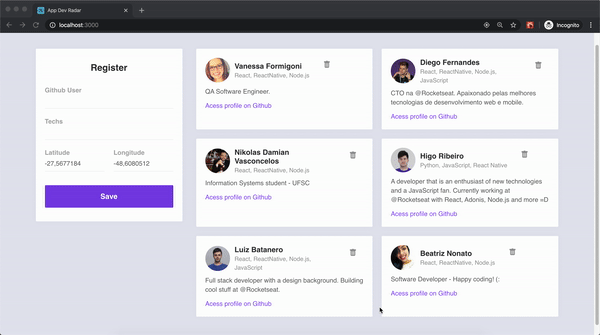 App Dev Radar
localhost:3000
Incognito
Register
Github User
Techs
Latitude
Longitude
-27,5677184
-48,6080512
Save
Vanessa Formigoni
React, ReactNative, Node.js
QA Software Engineer.
Acess profile on Github
Diego Fernandes
React, ReactNative, Node.js,
JavaScript
CTO na @Rocketseat. Apaixonado pelas melhores
tecnologias de desenvolvimento web e mobile.
Acess profile on Github
Nikolas Damian
Vasconcelos
React, ReactNative, Node.js
Information Systems student - UFSC
Acess profile on Github
Higo Ribeiro
Python, JavaScript, React Native
A developer that is an enthusiast of new technologies
and a JavaScript fan. Currently working at
@Rocketseat with React, Adonis, Node.js and more =D
Acess profile on Github
Luiz Batanero
React, ReactNative, Node.js,
JavaScript
Full stack developer with a design background. Building
cool stuff at @Rocketseat.
Acess profile on Github
Beatriz Nonato
React, ReactNative, Node.js
Software Developer - Happy coding! (:
Acess profile on Github